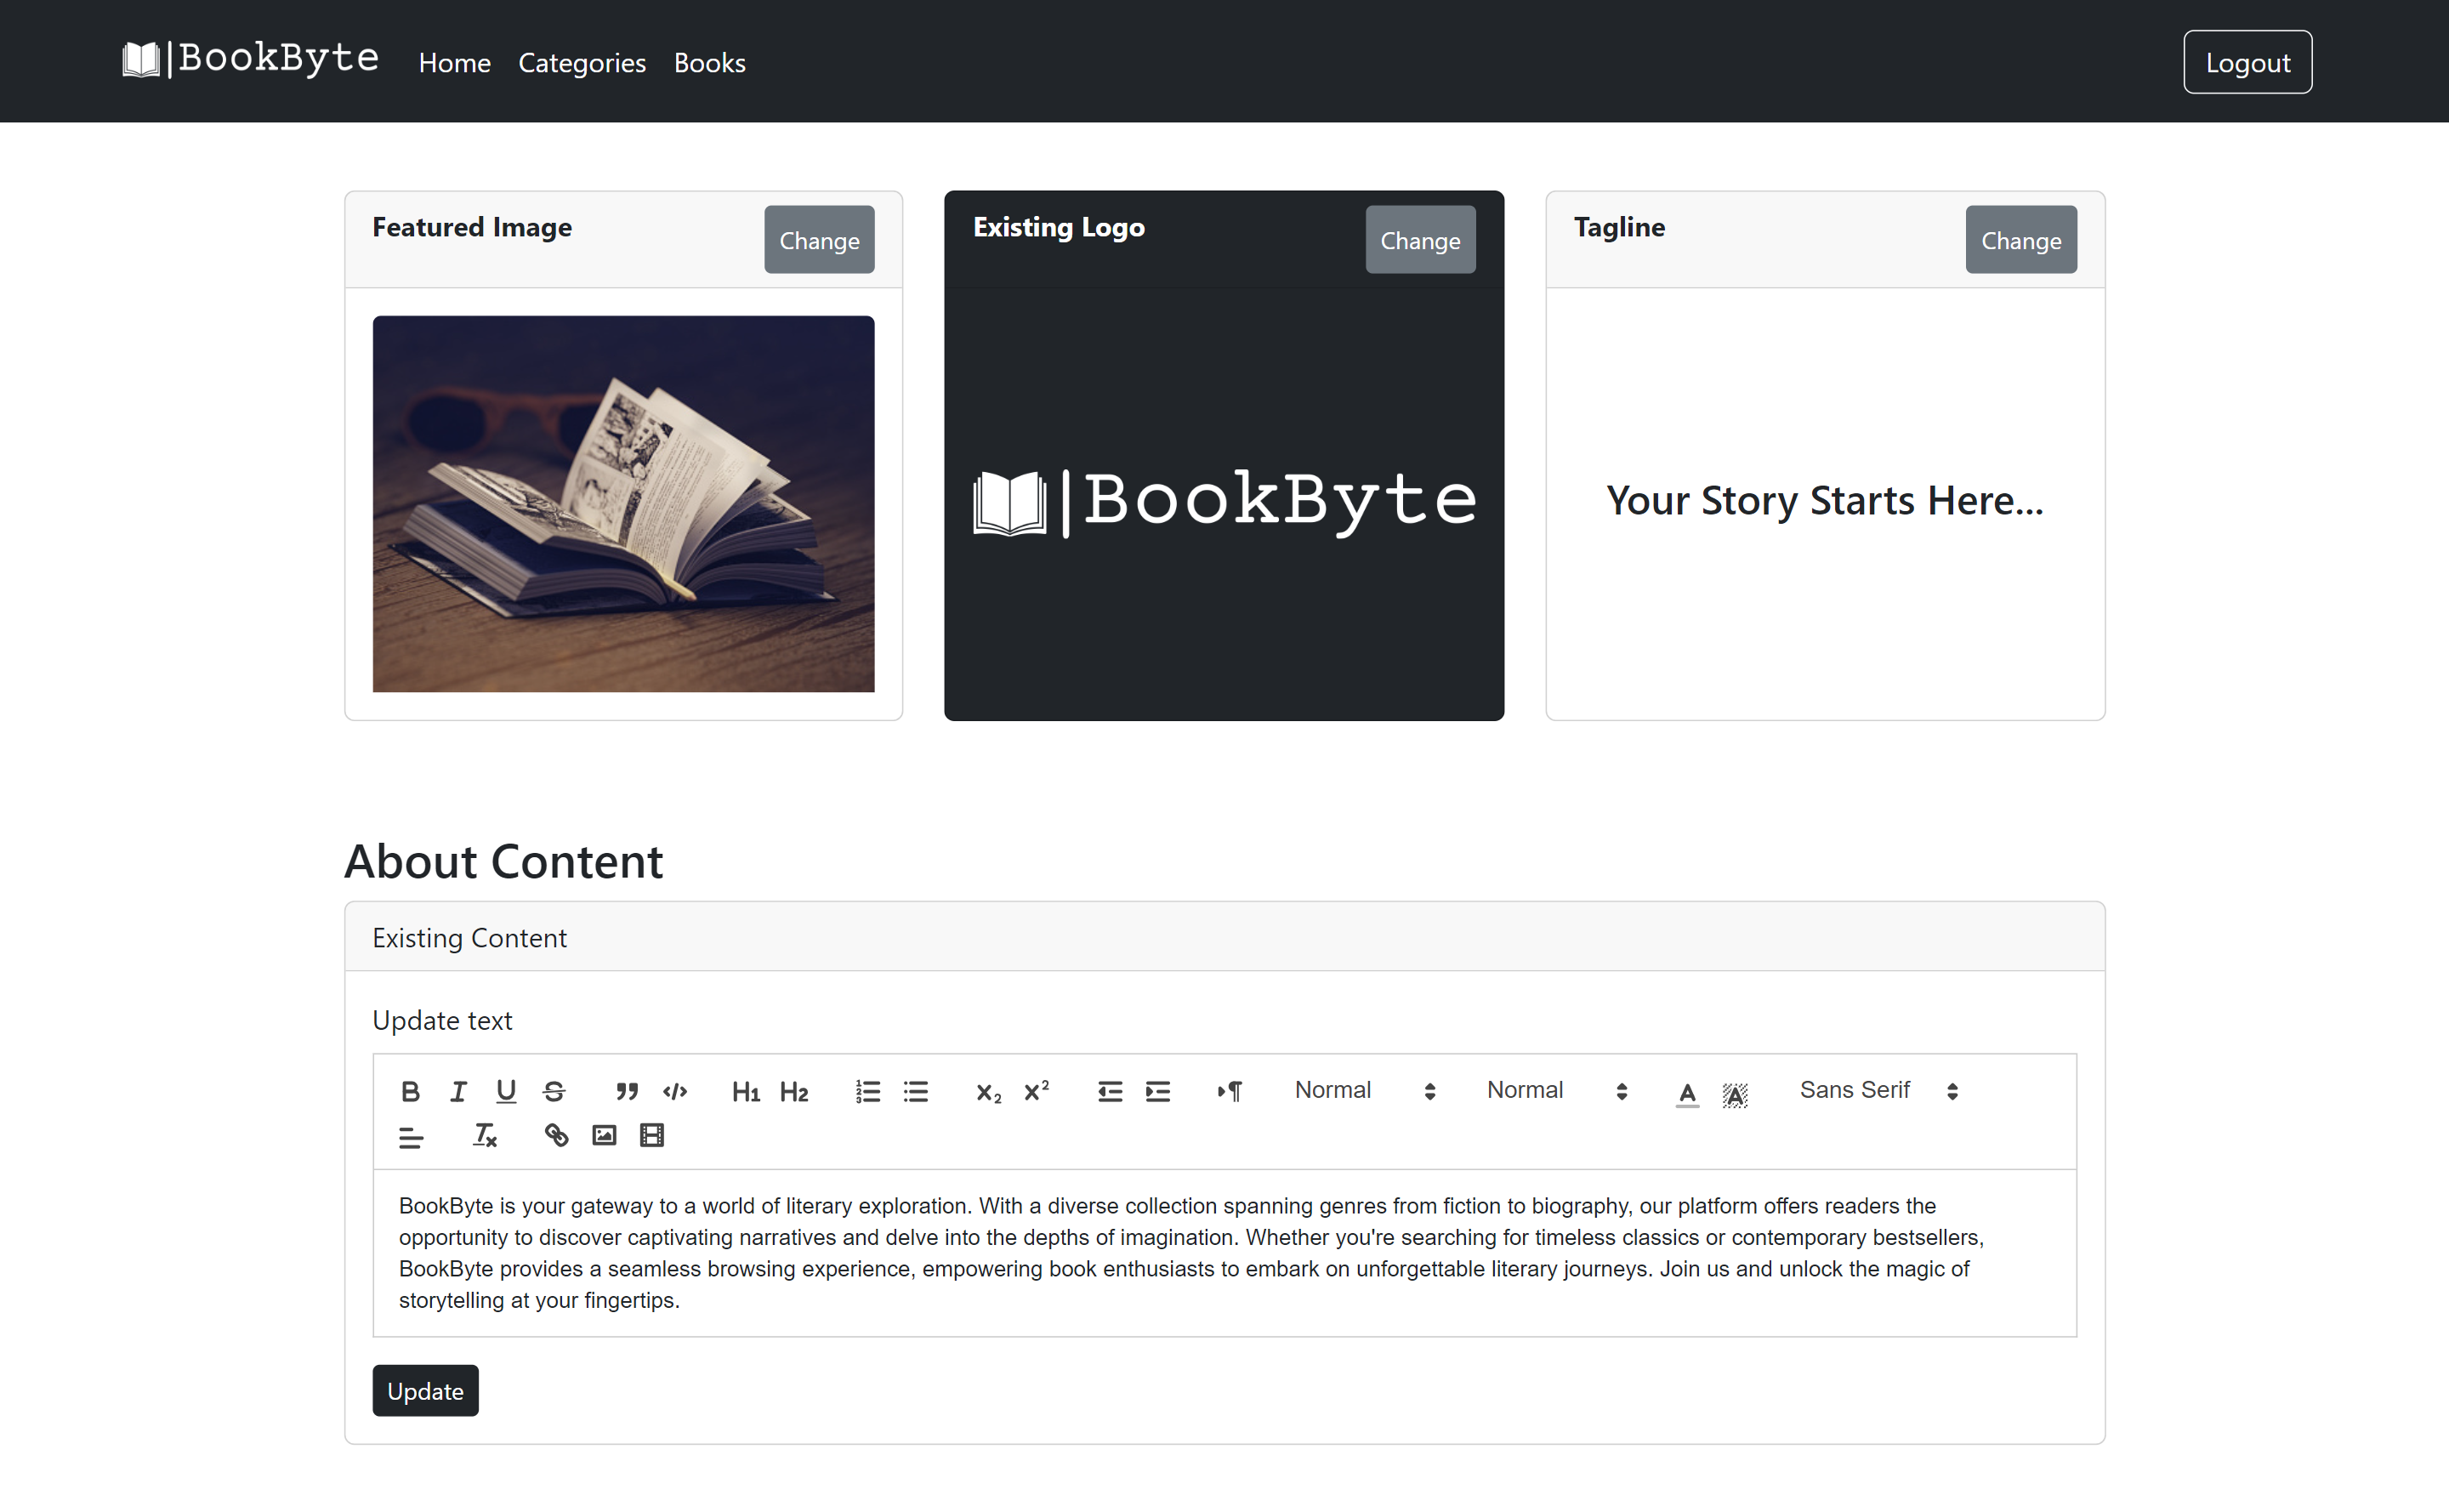 BookByte Home Categories Books Logout
Featured Image Change
Existing Logo Change
Tagline Change
|BookByte
Your Story Starts Here...
About Content
Existing Content
Update text
B I U S H1 H2 X2 X2 Normal Normal A A Sans Serif
Tx
BookByte is your gateway to a world of literary exploration. With a diverse collection spanning genres from fiction to biography, our platform offers readers the
opportunity to discover captivating narratives and delve into the depths of imagination. Whether you're searching for timeless classics or contemporary bestsellers,
BookByte provides a seamless browsing experience, empowering book enthusiasts to embark on unforgettable literary journeys. Join us and unlock the magic of
storytelling at your fingertips.
Update